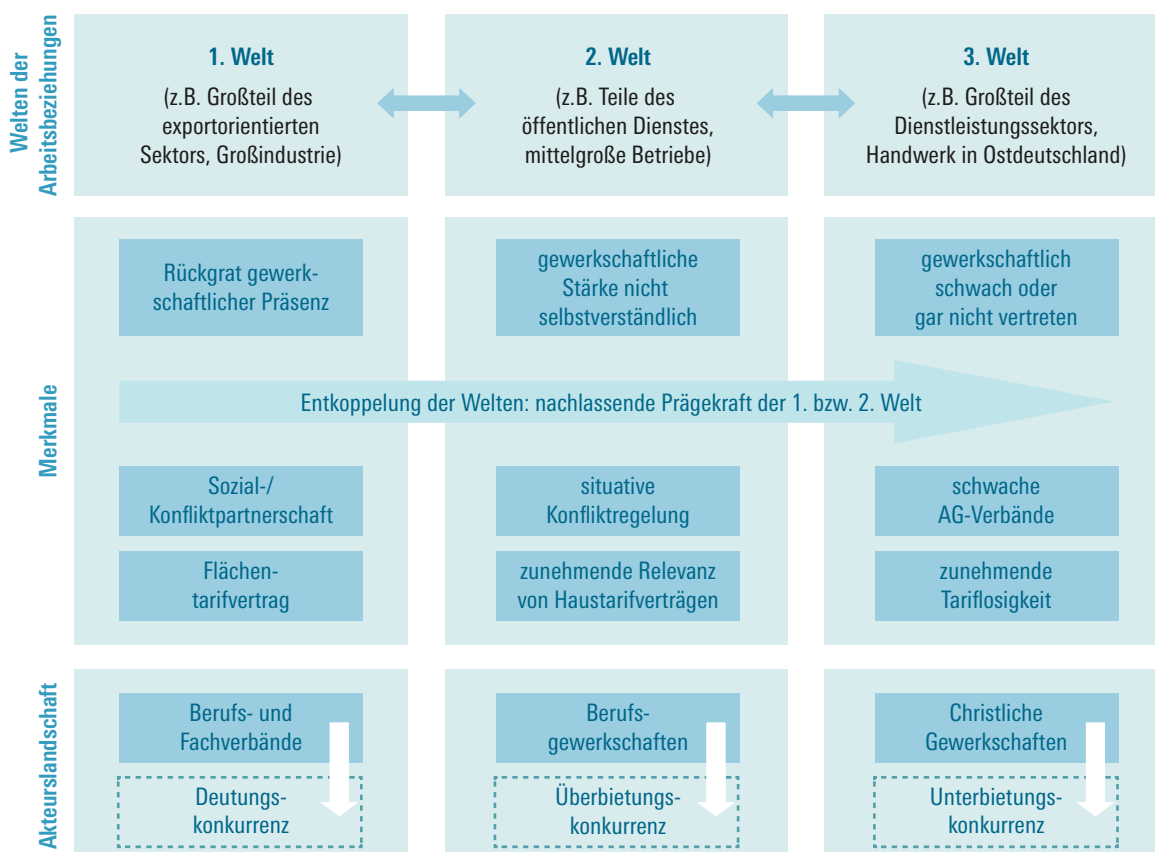 Welten der
Arbeitsbeziehungen
1. Welt
(z.B. Großteil des
exportorientierten
Sektors, Großindustrie)
2. Welt
(z.B. Teile des
öffentlichen Dienstes,
mittelgroße Betriebe)
3. Welt
(z.B. Großteil des
Dienstleistungssektors,
Handwerk in Ostdeutschland)
Merkmale
Rückgrat gewerk-
schaftlicher Präsenz
gewerkschaftliche
Stärke nicht
selbstverständlich
gewerkschaftlich
schwach oder
gar nicht vertreten
Entkoppelung der Welten: nachlassende Prägekraft der 1. bzw. 2. Welt
Sozial-/
Konfliktpartnerschaft
situative
Konfliktregelung
schwache
AG-Verbände
Flächen-
tarifvertrag
zunehmende Relevanz
von Haustarifverträgen
zunehmende
Tariflosigkeit
Akteurslandschaft
Berufs- und
Fachverbände
Berufs-
gewerkschaften
Christliche
Gewerkschaften
Deutungs-
konkurrenz
Überbietungs-
konkurrenz
Unterbietungs-
konkurrenz